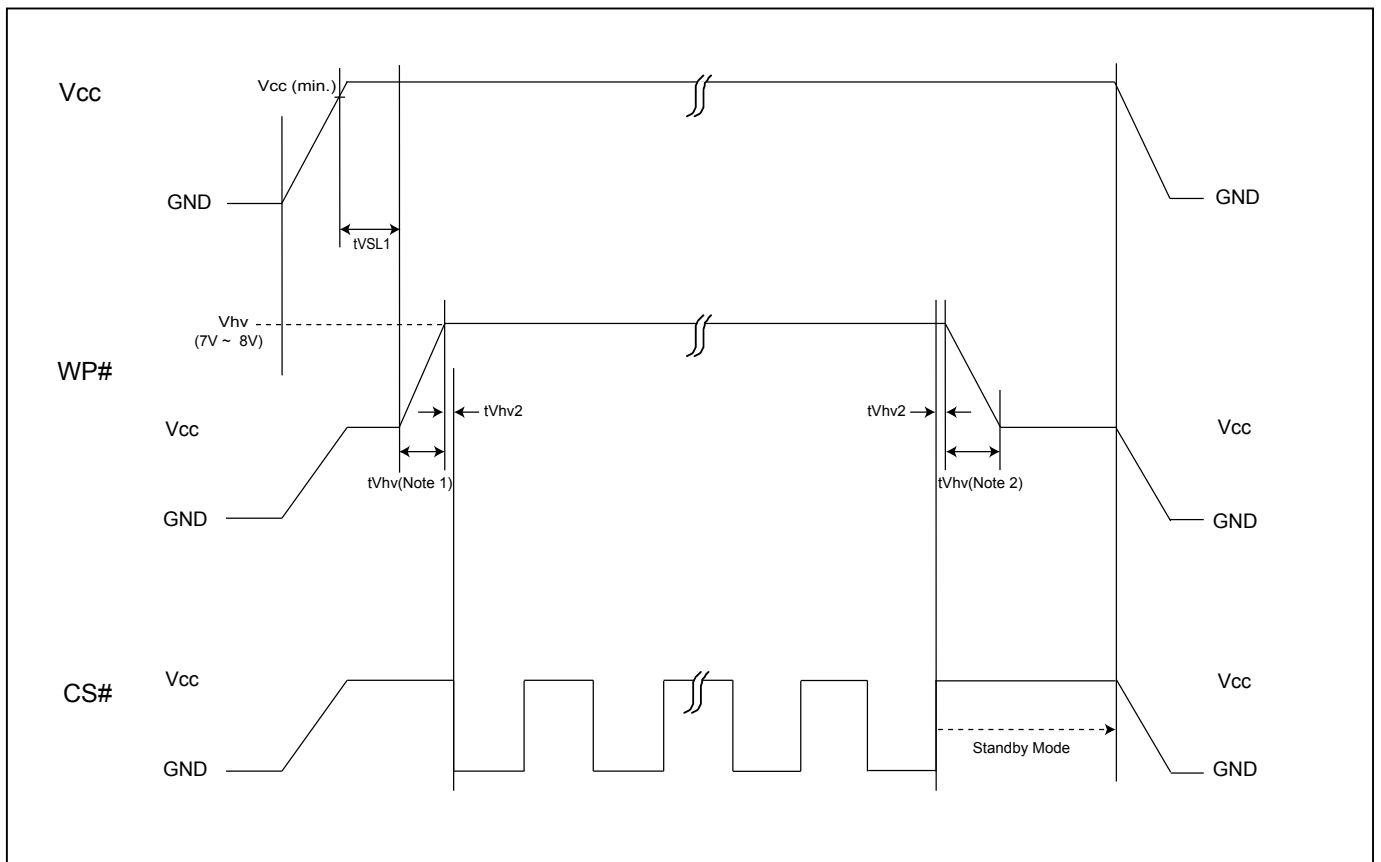 Vcc
Vcc (min.)
GND
GND
tVSL1
Vhv
(7V ~ 8V)
WP#
tVhv2
tVhv2
Vcc
Vcc
tVhv(Note 1)
tVhv(Note 2)
GND
GND
CS#
Vcc
Vcc
Standby Mode
GND
GND